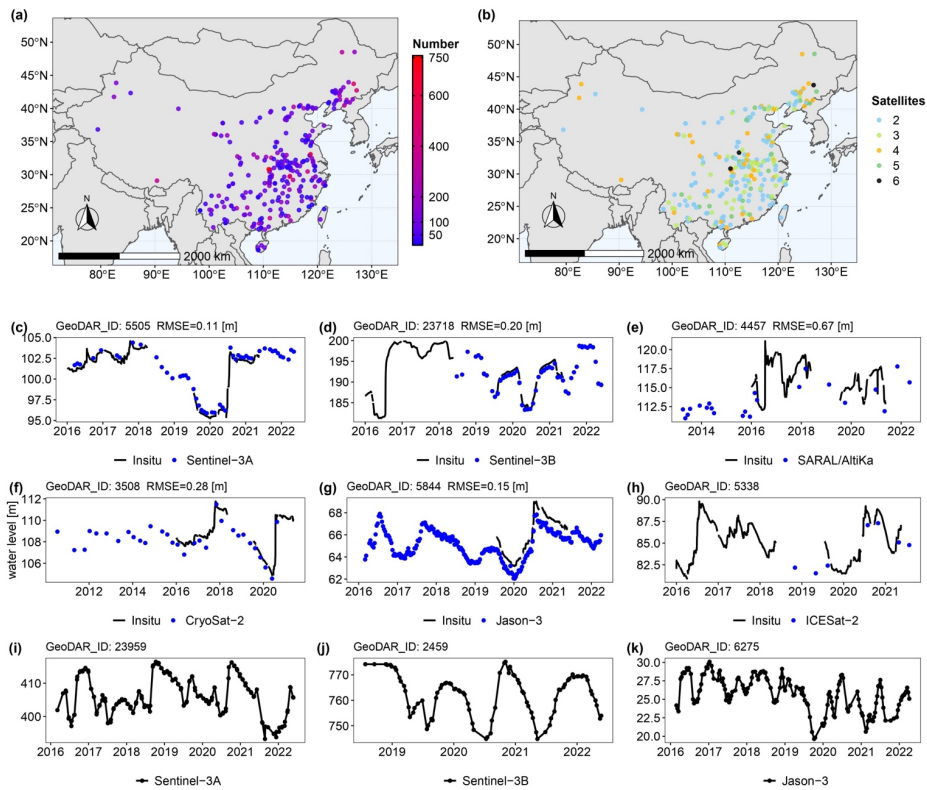 (a)
(b)
50°N
45°N
40°N
35°N
30°N
25°N
20°N
80°E 90°E 100°E 110°E 120°E 130°E
N
2000 km
Number
750
600
400
200
100
50
50°N
45°N
40°N
35°N
30°N
25°N
20°N
80°E 90°E 100°E 110°E 120°E 130°E
N
2000 km
Satellites
2
3
4
5
6
(c) GeoDAR_ID: 5505 RMSE=0.11 [m]
105.0
102.5
100.0
97.5
95.0
2016 2017 2018 2019 2020 2021 2022
Insitu Sentinel−3A
(d) GeoDAR_ID: 23718 RMSE=0.20 [m]
200
195
190
185
2016 2017 2018 2019 2020 2021 2022
Insitu Sentinel−3B
(e) GeoDAR_ID: 4457 RMSE=0.67 [m]
120.0
117.5
115.0
112.5
2014 2016 2018 2020 2022
Insitu SARAL/AltiKa
(f) GeoDAR_ID: 3508 RMSE=0.28 [m]
water level [m]
112
110
108
106
2012 2014 2016 2018 2020
Insitu CryoSat−2
(g) GeoDAR_ID: 5844 RMSE=0.15 [m]
68
66
64
62
2016 2017 2018 2019 2020 2021 2022
Insitu Jason−3
(h) GeoDAR_ID: 5338
90.0
87.5
85.0
82.5
2016 2017 2018 2019 2020 2021
Insitu ICESat−2
(i) GeoDAR_ID: 23959
410
400
2016 2017 2018 2019 2020 2021 2022
Sentinel−3A
(j) GeoDAR_ID: 2459
770
760
750
2019 2020 2021 2022
Sentinel−3B
(k) GeoDAR_ID: 6275
30.0
27.5
25.0
22.5
20.0
2016 2017 2018 2019 2020 2021 2022
Jason−3